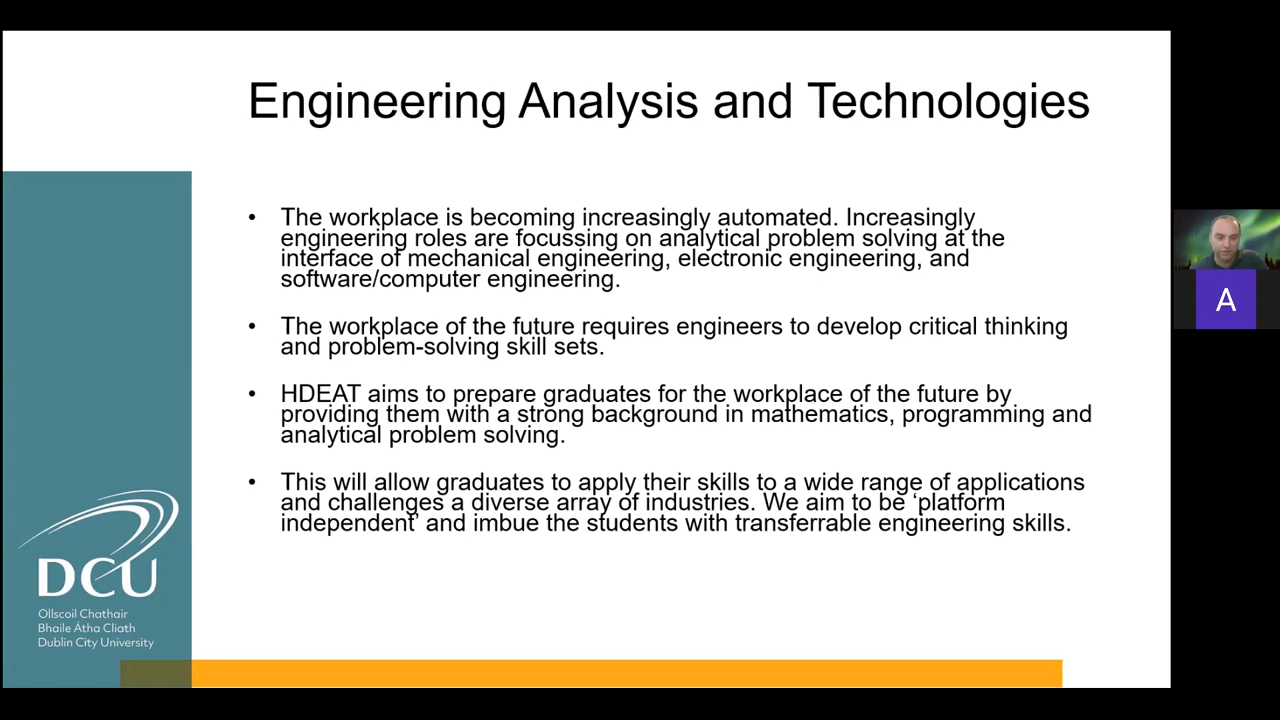 Engineering Analysis and Technologies
• The workplace is becoming increasingly automated. Increasingly
engineering roles are focussing on analytical problem solving at the
interface of mechanical engineering, electronic engineering, and
software/computer engineering.
• The workplace of the future requires engineers to develop critical thinking
and problem-solving skill sets.
• HDEAT aims to prepare graduates for the workplace of the future by
providing them with a strong background in mathematics, programming and
analytical problem solving.
• This will allow graduates to apply their skills to a wide range of applications
and challenges a diverse array of industries. We aim to be ‘platform
independent’ and imbue the students with transferrable engineering skills.
DCU
Ollscoil Chathair
Bhaile Átha Cliath
Dublin City University
A